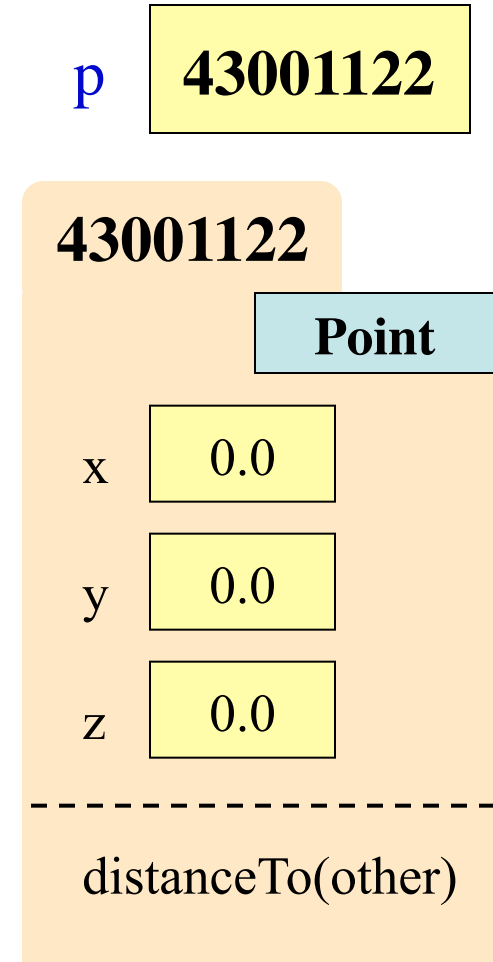 p 43001122
43001122
Point
x 0.0
y 0.0
z 0.0
distanceTo(other)